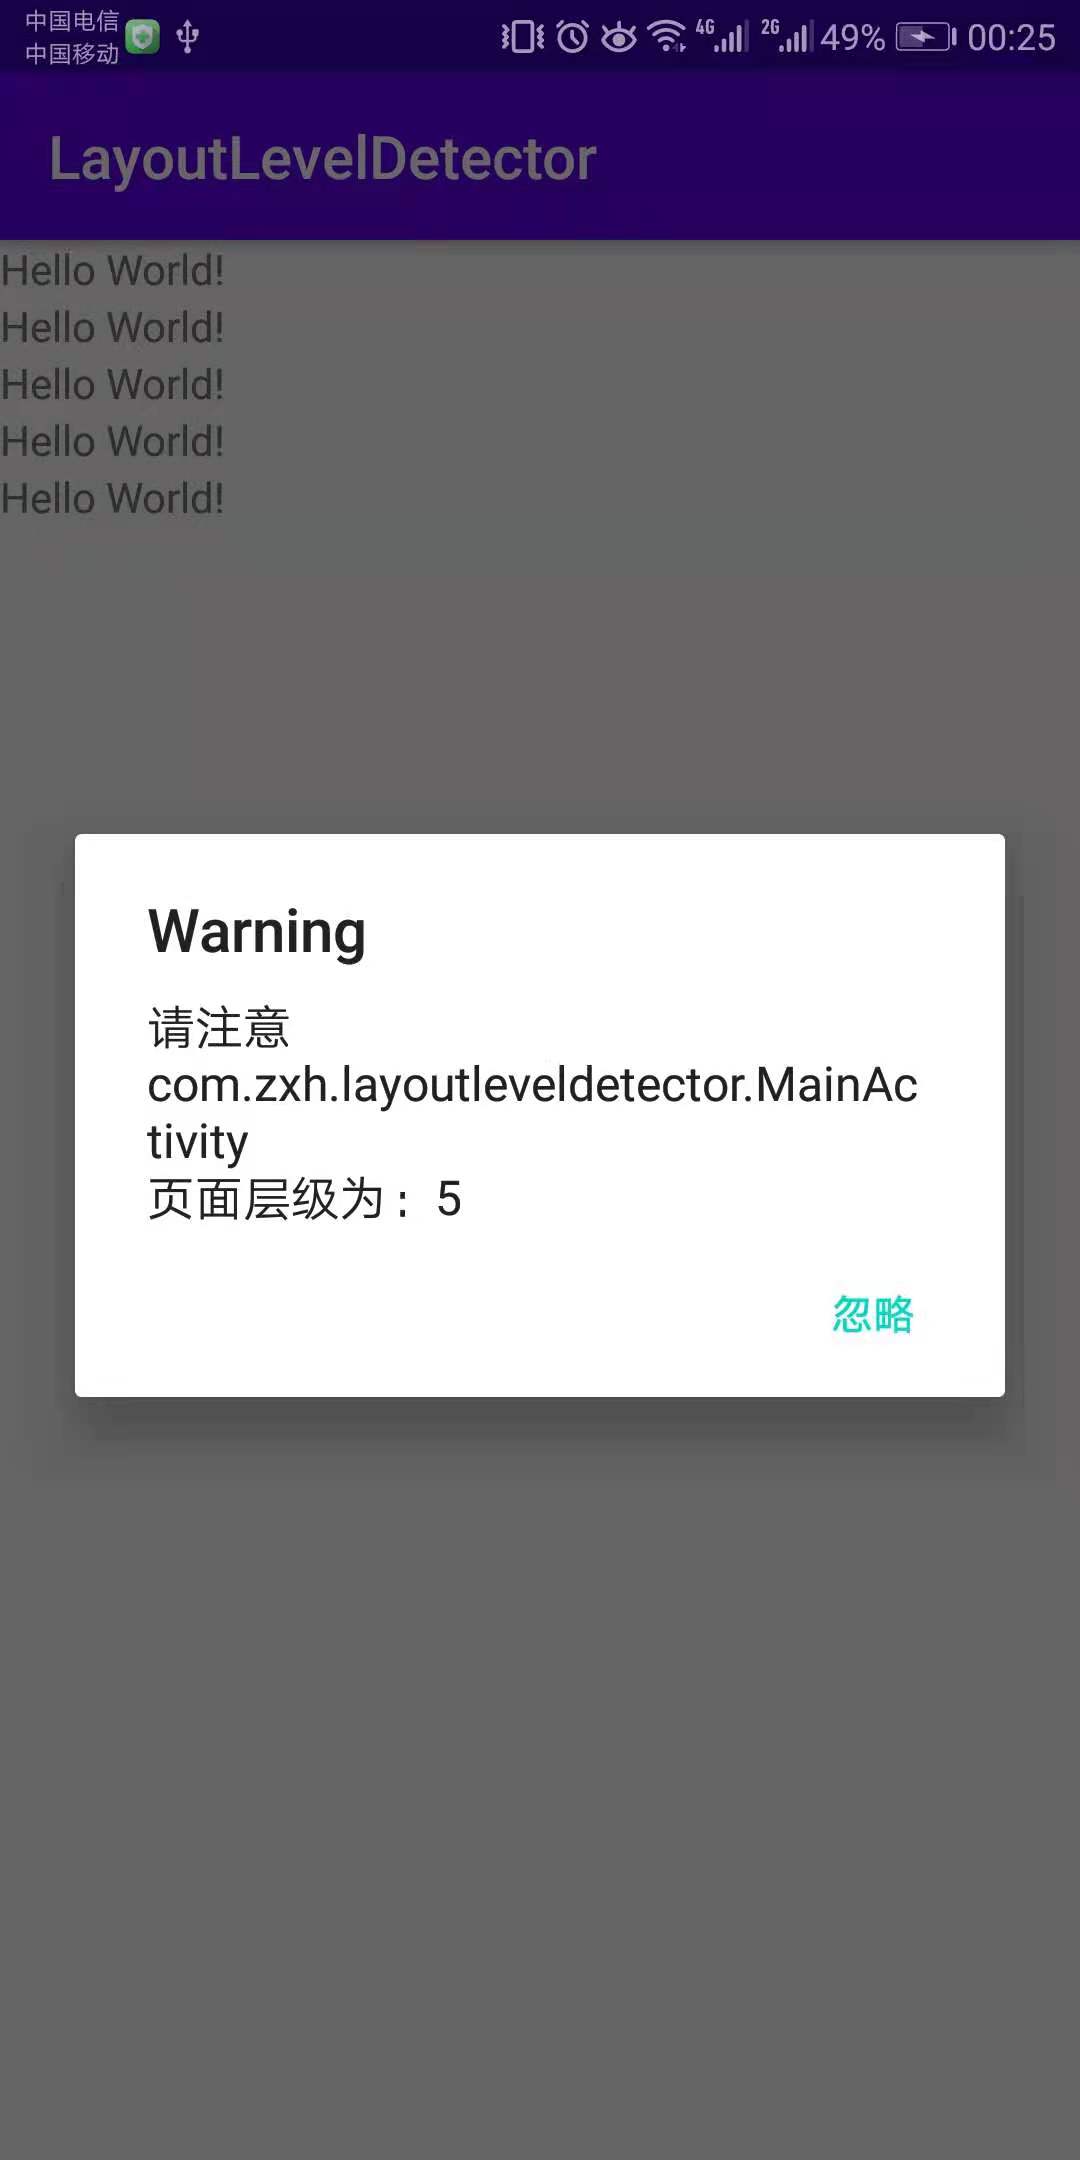 中国电信
中国移动
4G 2G 49% 00:25
LayoutLevelDetector
Hello World!
Hello World!
Hello World!
Hello World!
Hello World!
Warning
请注意
com.zxh.layoutleveldetector.MainAc
tivity
页面层级为：5
忽略